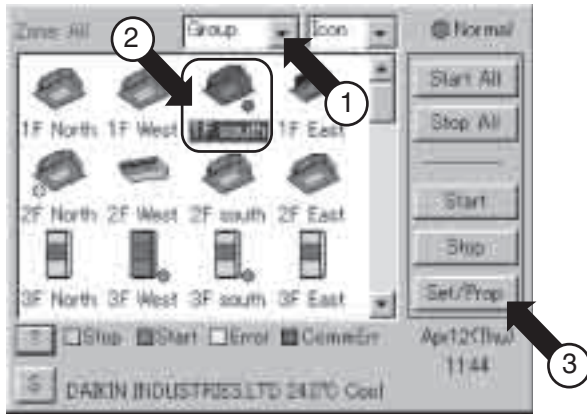 Zone: All Group Icon Normal
2
1
Start All
Stop All
1F North 1F West 1F south 1F East
2F North 2F West 2F south 2F East
Start
Stop
3F North 3F West 3F south 3F East
Set/Prop
3
Stop Start Error CommErr
Apr12(Thu)
11:44
S DAIKIN INDUSTRIES.LTD Cool